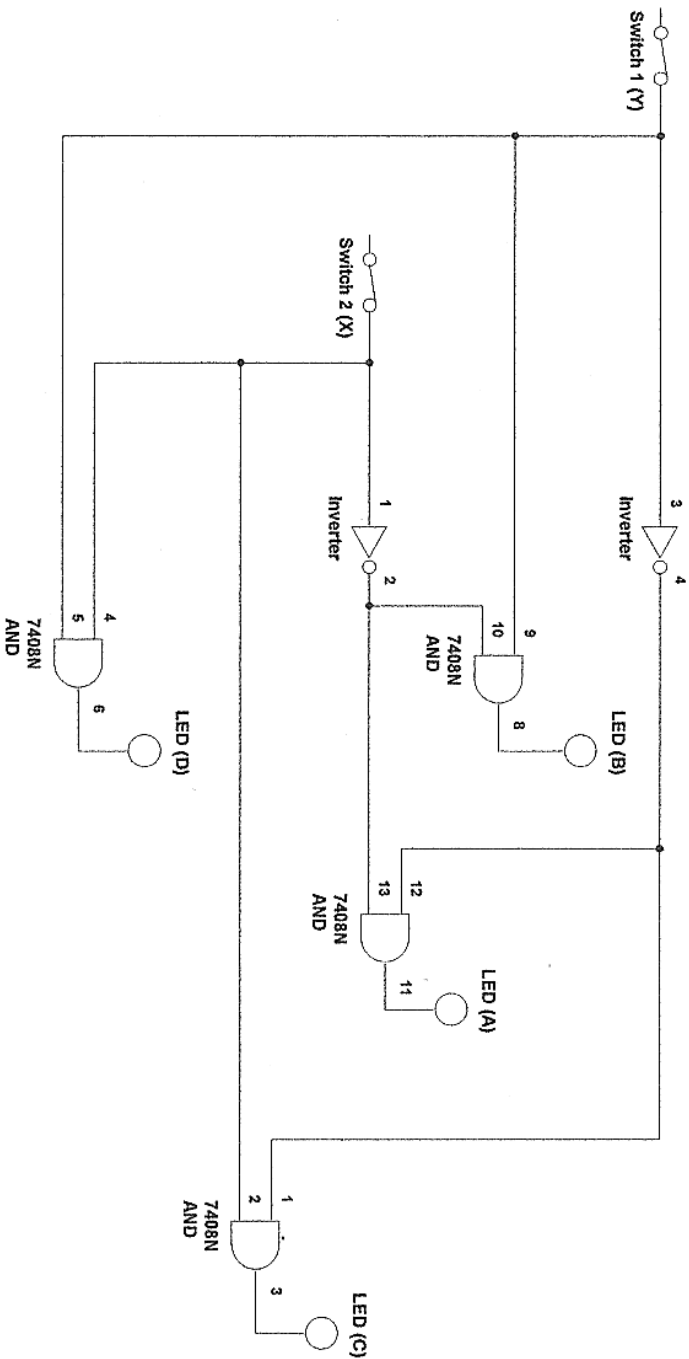 Switch 1 (Y)
3
Inverter
4
LED (B)
9
10
7408N
AND
8
Switch 2 (X)
1
Inverter
2
12
13
7408N
AND
11
LED (A)
4
5
7408N
AND
6
LED (D)
1
2
7408N
AND
3
LED (C)